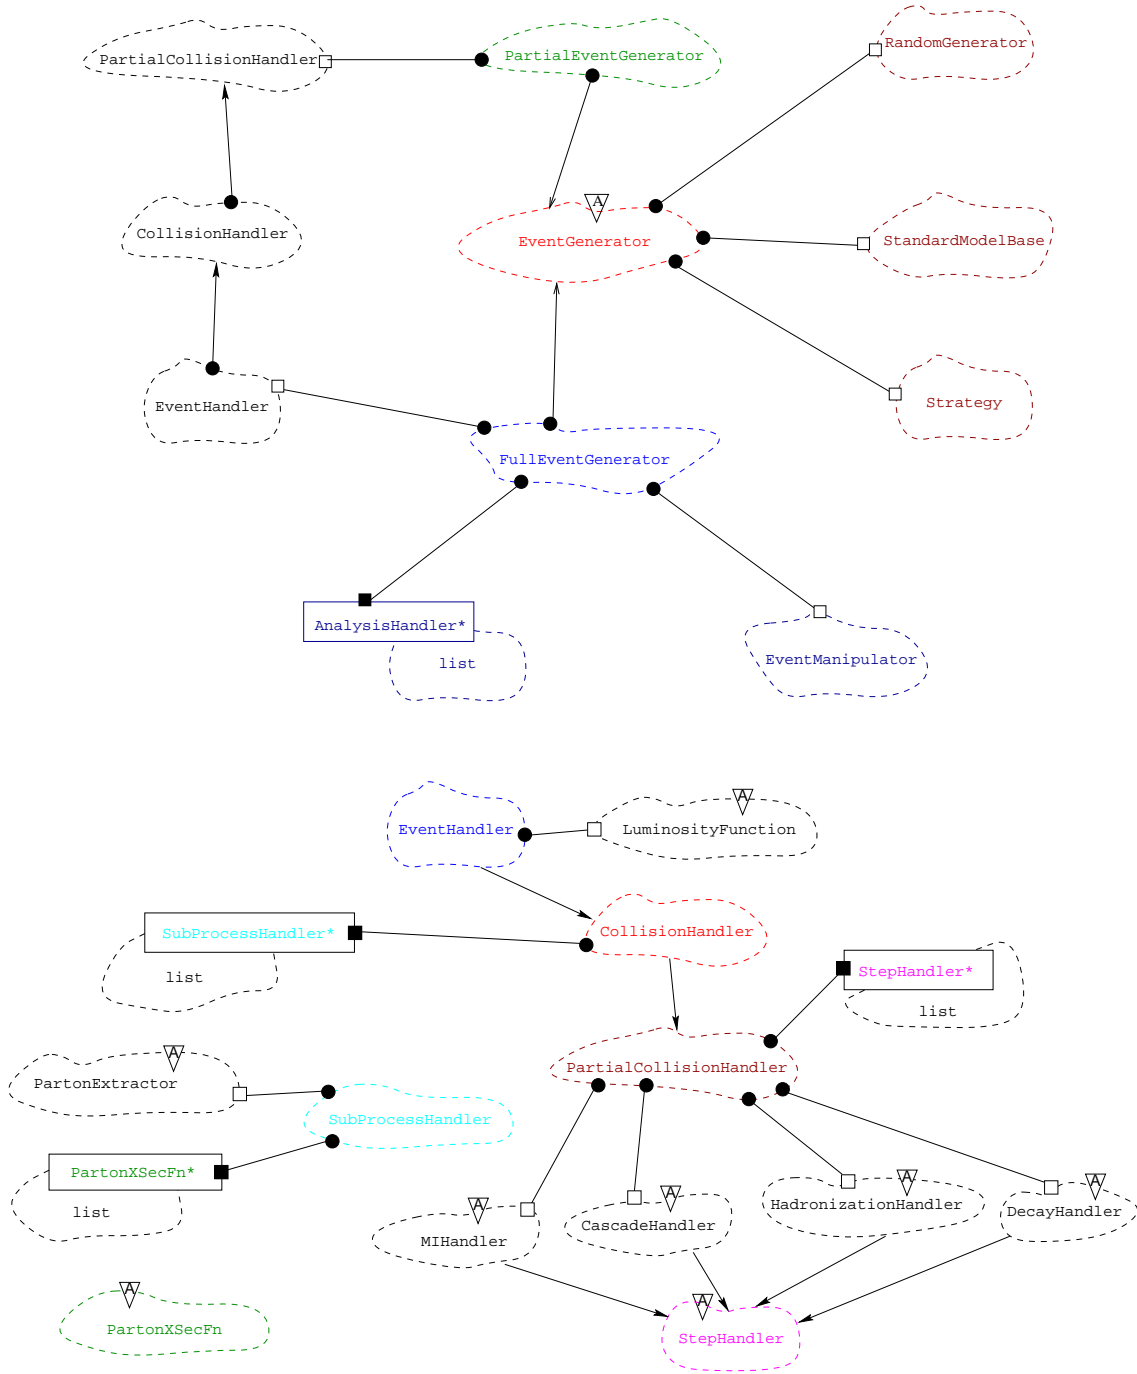 PartialCollisionHandler
PartialEventGenerator
RandomGenerator
A
CollisionHandler
EventGenerator
StandardModelBase
EventHandler
Strategy
FullEventGenerator
AnalysisHandler*
list
EventManipulator
A
EventHandler
LuminosityFunction
SubProcessHandler*
CollisionHandler
list
StepHandler*
list
A
PartonExtractor
PartialCollisionHandler
SubProcessHandler
PartonXSecFn*
list
A
A
A
A
MIHandler
CascadeHandler
HadronizationHandler
DecayHandler
A
PartonXSecFn
A
StepHandler